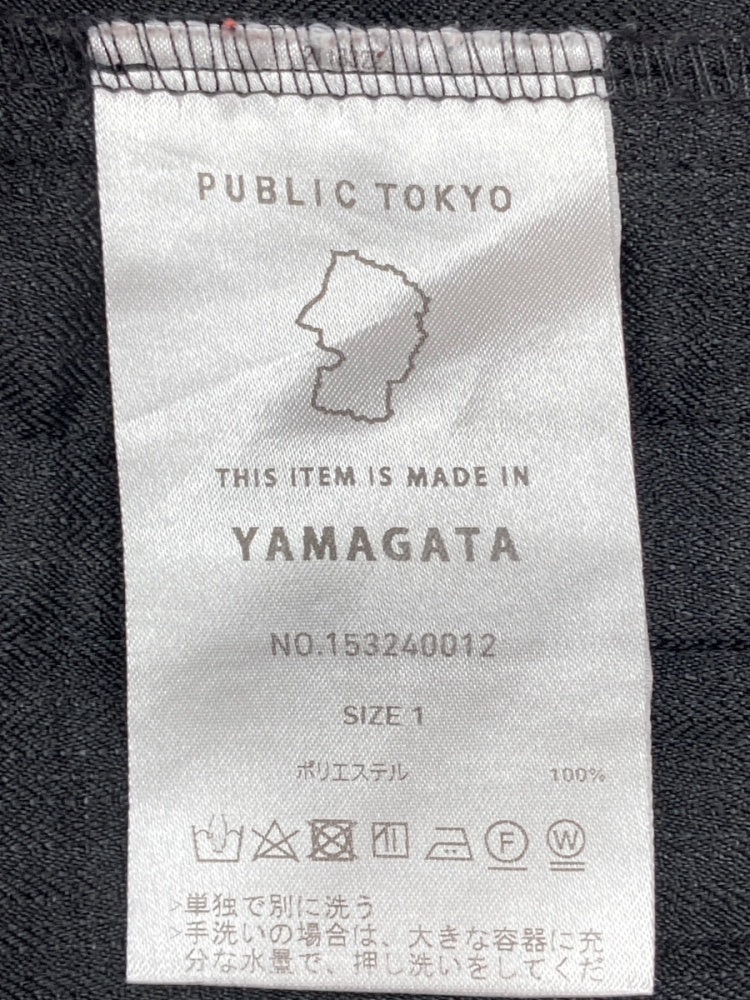 PUBLIC TOKYO
THIS ITEM IS MADE IN
YAMAGATA
NO.153240012
SIZE 1
ポリエステル 100%
F W
>単独で別に洗う
>手洗いの場合は、大きな容器に充
分な水量で、押し洗いをしてくだ